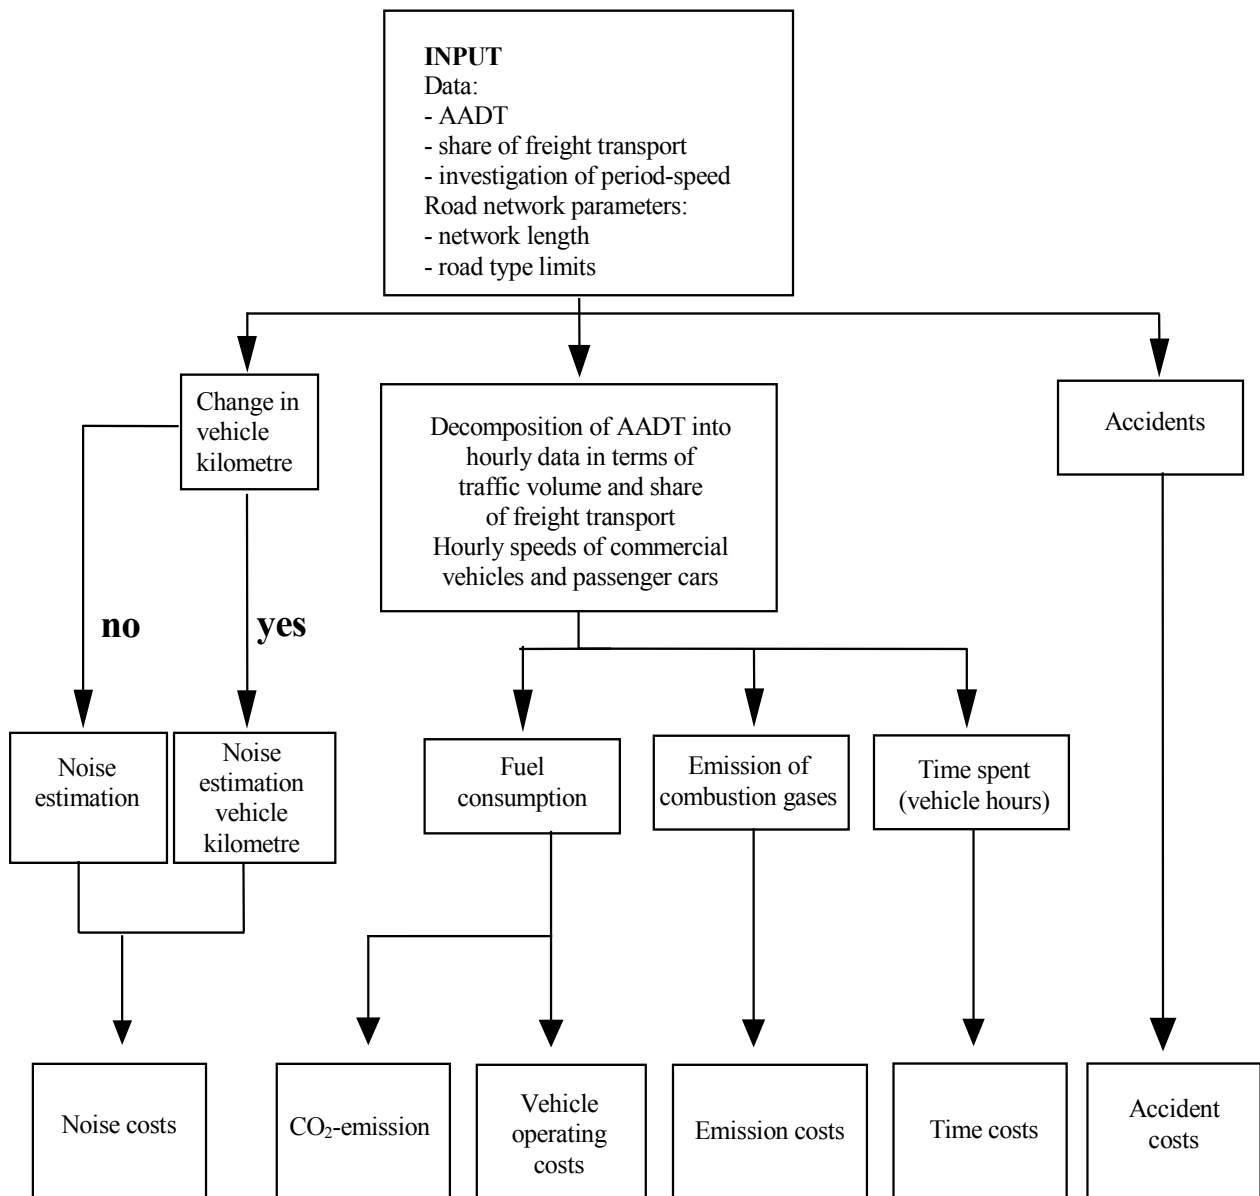 INPUT
Data:
- AADT
- share of freight transport
- investigation of period-speed
Road network parameters:
- network length
- road type limits
Change in
vehicle
kilometre
Decomposition of AADT into
hourly data in terms of
traffic volume and share
of freight transport
Hourly speeds of commercial
vehicles and passenger cars
Accidents
no
yes
Noise
estimation
Noise
estimation
vehicle
kilometre
Fuel
consumption
Emission of
combustion gases
Time spent
(vehicle hours)
Noise costs
CO₂-emission
Vehicle
operating
costs
Emission costs
Time costs
Accident
costs